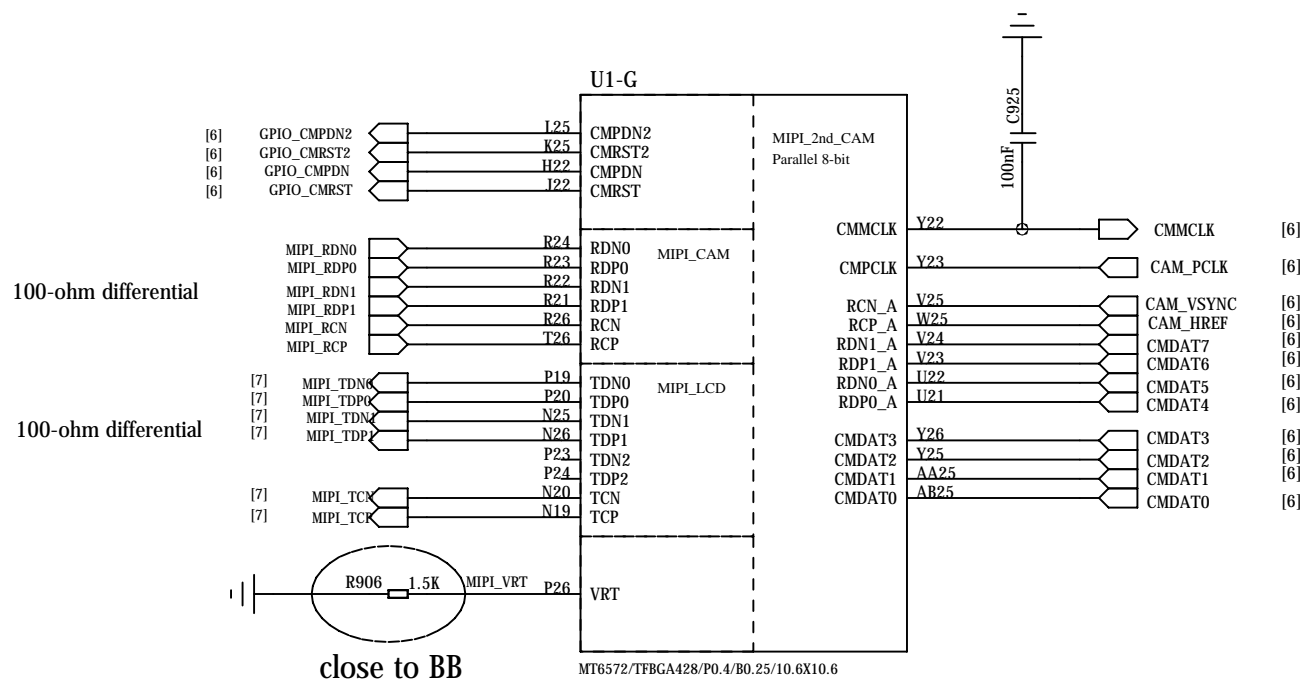 U1-G
C925
100nF
[6] GPIO_CMPDN2 L25 CMPDN2
[6] GPIO_CMRST2 K25 CMRST2
[6] GPIO_CMPDN H22 CMPDN
[6] GPIO_CMRST J22 CMRST
MIPI_2nd_CAM
Parallel 8-bit
MIPI_RDN0 R24 RDN0
MIPI_RDP0 R23 RDP0
MIPI_RDN1 R22 RDN1
MIPI_RDP1 R21 RDP1
MIPI_RCN R26 RCN
MIPI_RCP T26 RCP
MIPI_CAM
100-ohm differential
[7] MIPI_TDN0 P19 TDN0
[7] MIPI_TDP0 P20 TDP0
[7] MIPI_TDN1 N25 TDN1
[7] MIPI_TDP1 N26 TDP1
P23 TDN2
P24 TDP2
[7] MIPI_TCN N20 TCN
[7] MIPI_TCP N19 TCP
MIPI_LCD
100-ohm differential
R906 1.5K MIPI_VRT P26 VRT
close to BB
CMMCLK Y22 CMMCLK [6]
CMPCLK Y23 CAM_PCLK [6]
RCN_A V25 CAM_VSYNC [6]
RCP_A W25 CAM_HREF [6]
RDN1_A V24 CMDAT7 [6]
RDP1_A V23 CMDAT6 [6]
RDN0_A U22 CMDAT5 [6]
RDP0_A U21 CMDAT4 [6]
CMDAT3 Y26 CMDAT3 [6]
CMDAT2 Y25 CMDAT2 [6]
CMDAT1 AA25 CMDAT1 [6]
CMDAT0 AB25 CMDAT0 [6]
MT6572/TFBGA428/P0.4/B0.25/10.6X10.6